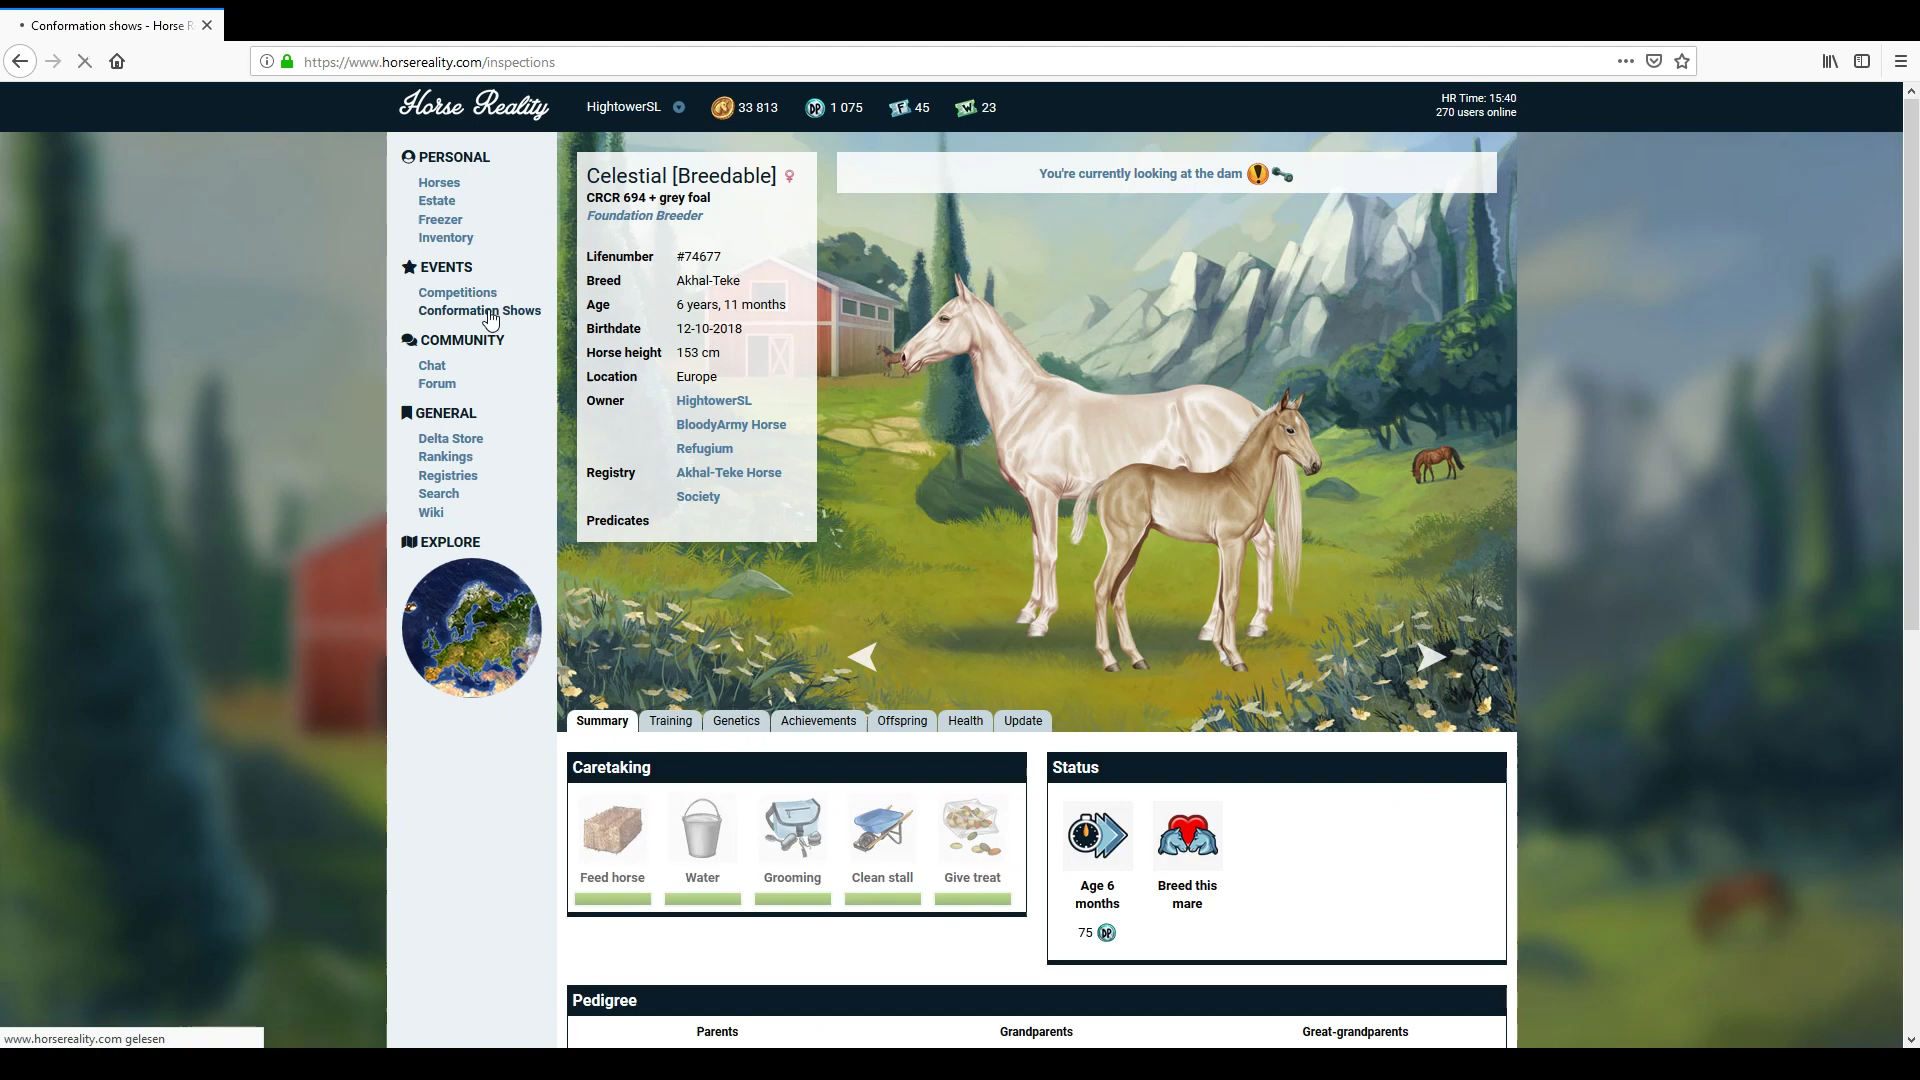 Conformation shows - Horse R
https://www.horsereality.com/inspections
Horse Reality
HightowerSL
33 813
DP 1 075
F 45
W 23
HR Time: 15:40
270 users online
PERSONAL
Horses
Estate
Freezer
Inventory
EVENTS
Competitions
Conformation Shows
COMMUNITY
Chat
Forum
GENERAL
Delta Store
Rankings
Registries
Search
Wiki
EXPLORE
Celestial [Breedable] ♀
CRCR 694 + grey foal
Foundation Breeder
Lifenumber #74677
Breed Akhal-Teke
Age 6 years, 11 months
Birthdate 12-10-2018
Horse height 153 cm
Location Europe
Owner HightowerSL
BloodyArmy Horse
Refugium
Registry Akhal-Teke Horse
Society
Predicates
You're currently looking at the dam
Summary Training Genetics Achievements Offspring Health Update
Caretaking
Feed horse Water Grooming Clean stall Give treat
Status
Age 6
months
75 DP
Breed this
mare
Pedigree
Parents Grandparents Great-grandparents
www.horsereality.com gelesen